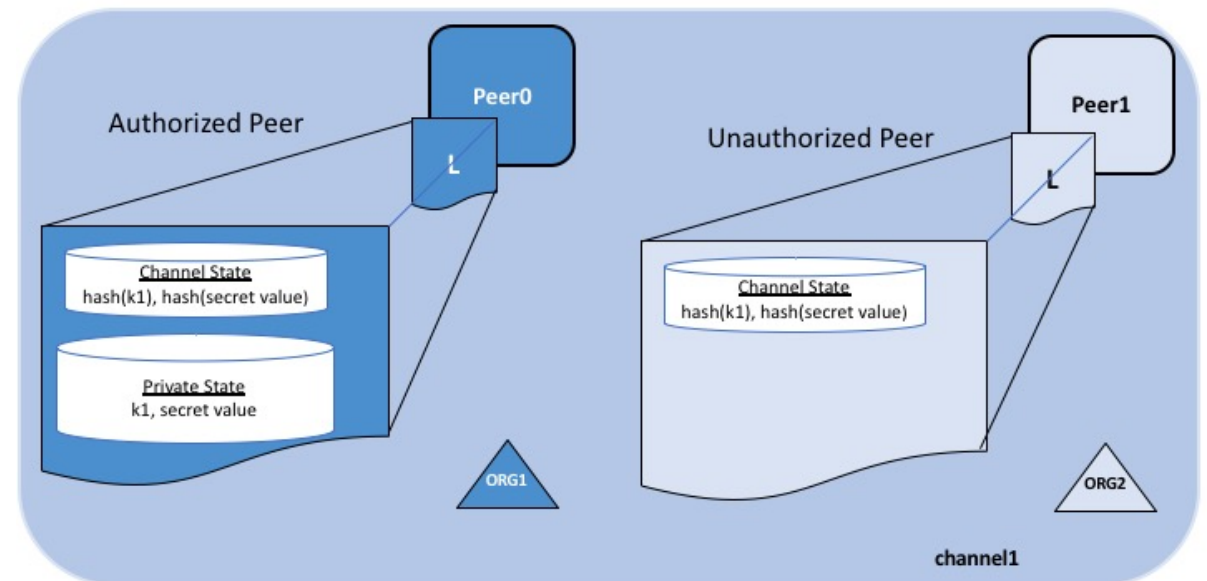 Peer0
Authorized Peer
L
Channel State
hash(k1), hash(secret value)
Private State
k1, secret value
ORG1
Peer1
Unauthorized Peer
L
Channel State
hash(k1), hash(secret value)
ORG2
channel1